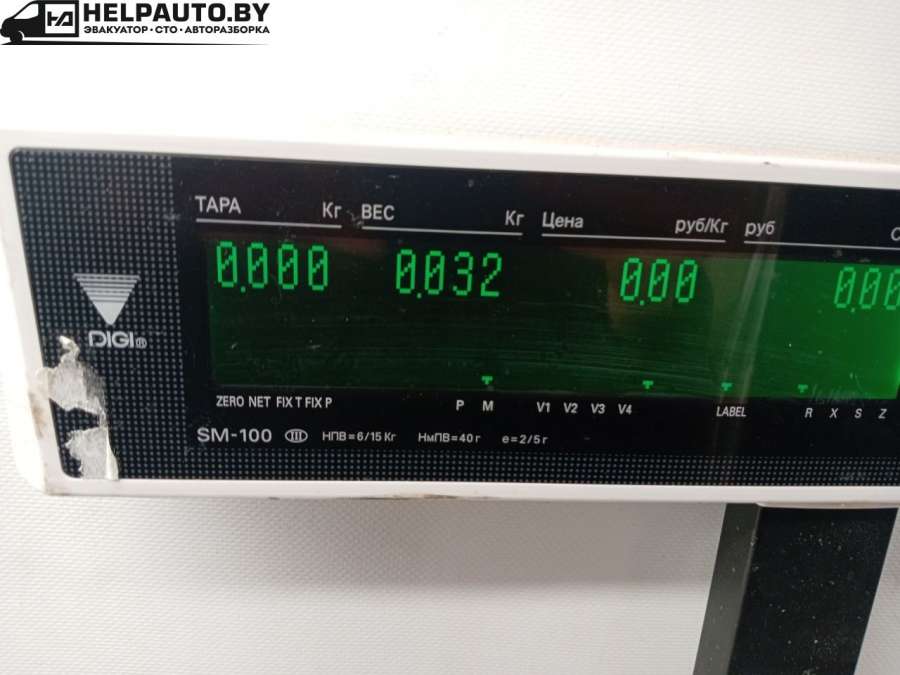 HELPAUTO.BY
ЭВАКУАТОР · СТО · АВТОРАЗБОРКА
ТАРА Кг ВЕС Кг Цена руб/Кг руб
0.000 0.032 0.00 0.00
DIGI®
ZERO NET FIX T FIX P P M V1 V2 V3 V4 LABEL R X S Z
SM-100 III НПВ=6/15 Кг НмПВ=40 г e=2/5 г